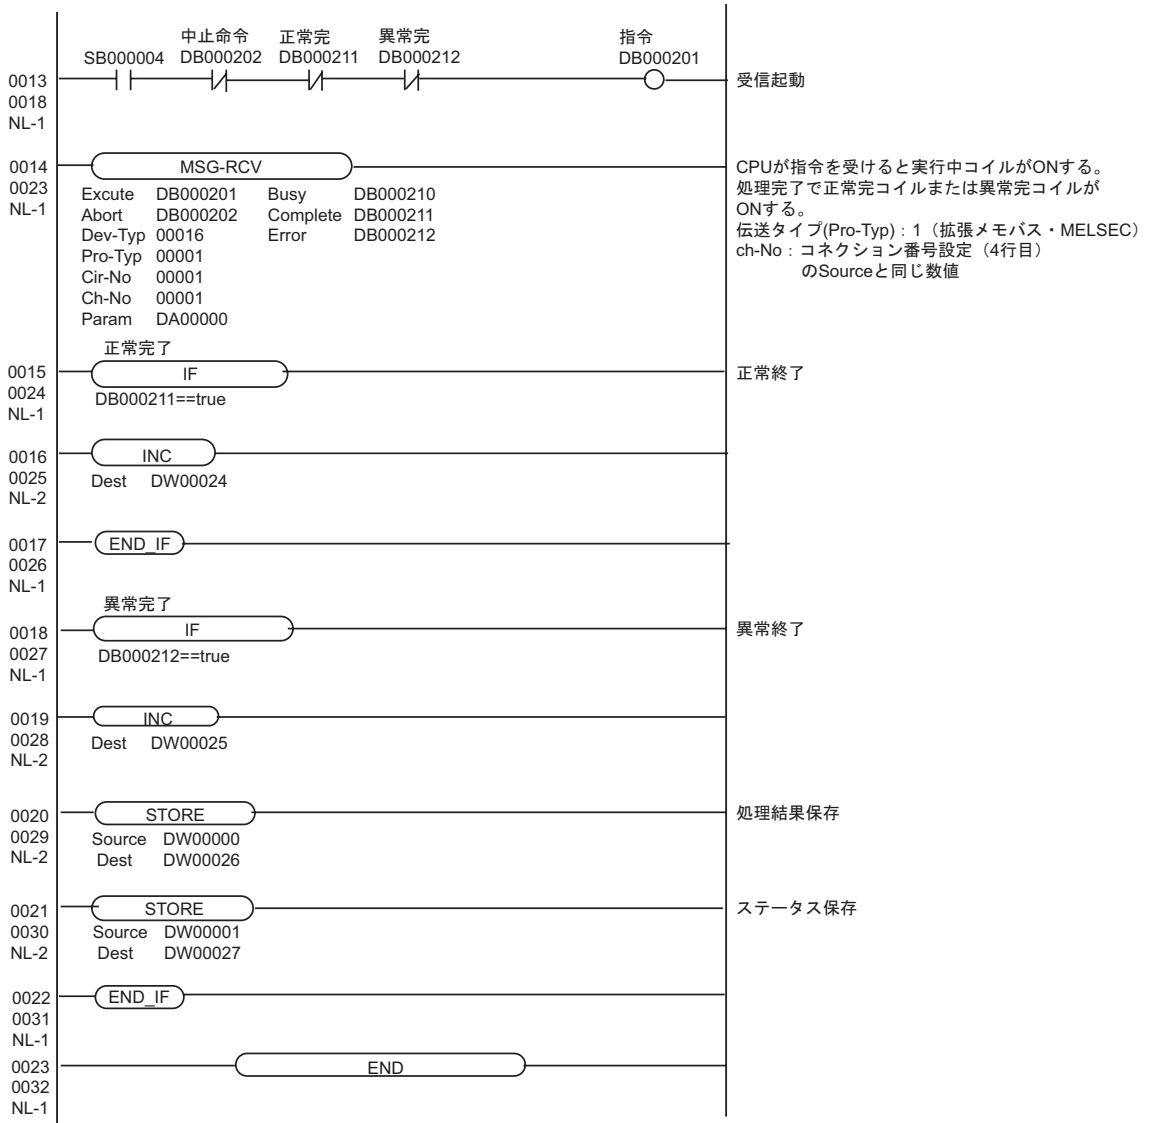 中止命令 正常完 異常完 指令
SB000004 DB000202 DB000211 DB000212 DB000201
0013 受信起動
0018
NL-1
0014 MSG-RCV CPUが指令を受けると実行中コイルがONする。
0023 Excute DB000201 Busy DB000210 処理完了で正常完コイルまたは異常完コイルが
NL-1 Abort DB000202 Complete DB000211 ONする。
Dev-Typ 00016 Error DB000212 伝送タイプ(Pro-Typ)：1（拡張メモバス・MELSEC）
Pro-Typ 00001 ch-No：コネクション番号設定（4行目）
Cir-No 00001 のSourceと同じ数値
Ch-No 00001
Param DA00000
正常完了
0015 IF 正常終了
0024 DB000211==true
NL-1
0016 INC
0025 Dest DW00024
NL-2
0017 END_IF
0026
NL-1
異常完了
0018 IF 異常終了
0027 DB000212==true
NL-1
0019 INC
0028 Dest DW00025
NL-2
0020 STORE 処理結果保存
0029 Source DW00000
NL-2 Dest DW00026
0021 STORE ステータス保存
0030 Source DW00001
NL-2 Dest DW00027
0022 END_IF
0031
NL-1
0023 END
0032
NL-1